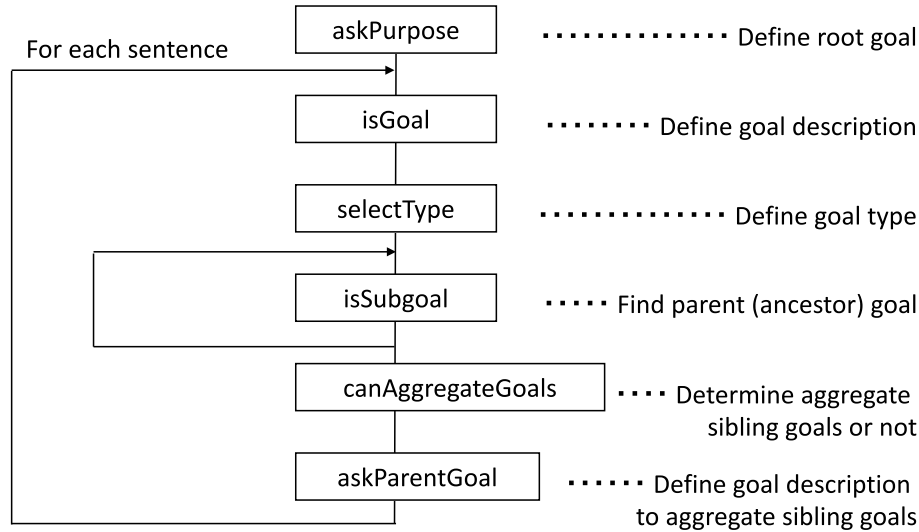 askPurpose
Define root goal
For each sentence
isGoal
Define goal description
selectType
Define goal type
isSubgoal
Find parent (ancestor) goal
canAggregateGoals
Determine aggregate
sibling goals or not
askParentGoal
Define goal description
to aggregate sibling goals